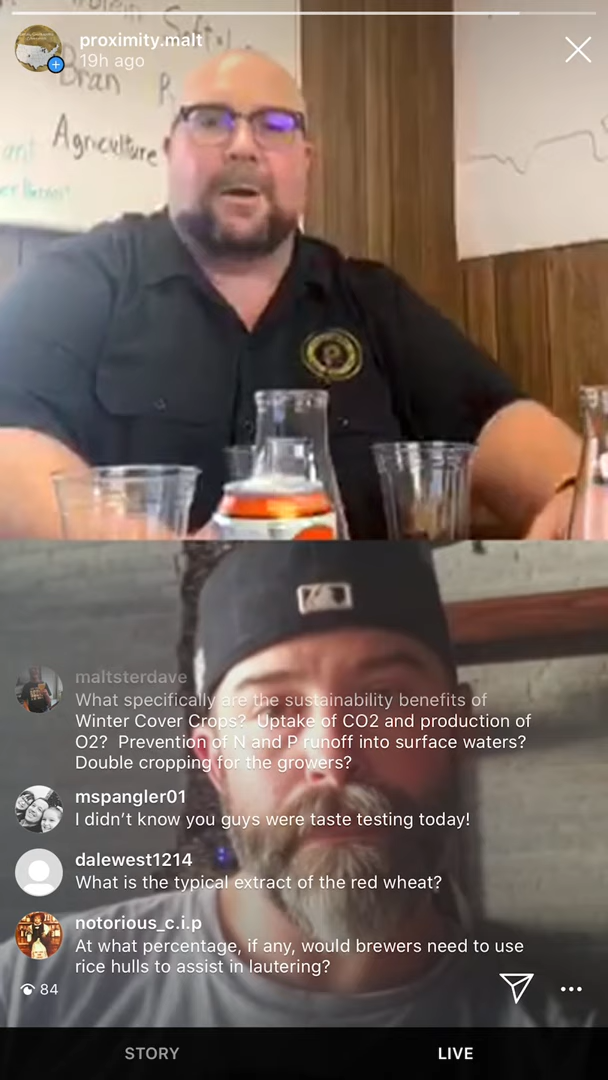 Protein
proximity.malt
19h ago
Bran R
Agriculture
maltsterdave
What specifically are the sustainability benefits of
Winter Cover Crops? Uptake of CO2 and production of
O2? Prevention of N and P runoff into surface waters?
Double cropping for the growers?
mspangler01
I didn’t know you guys were taste testing today!
dalewest1214
What is the typical extract of the red wheat?
notorious_c.i.p
At what percentage, if any, would brewers need to use
rice hulls to assist in lautering?
84
STORY LIVE